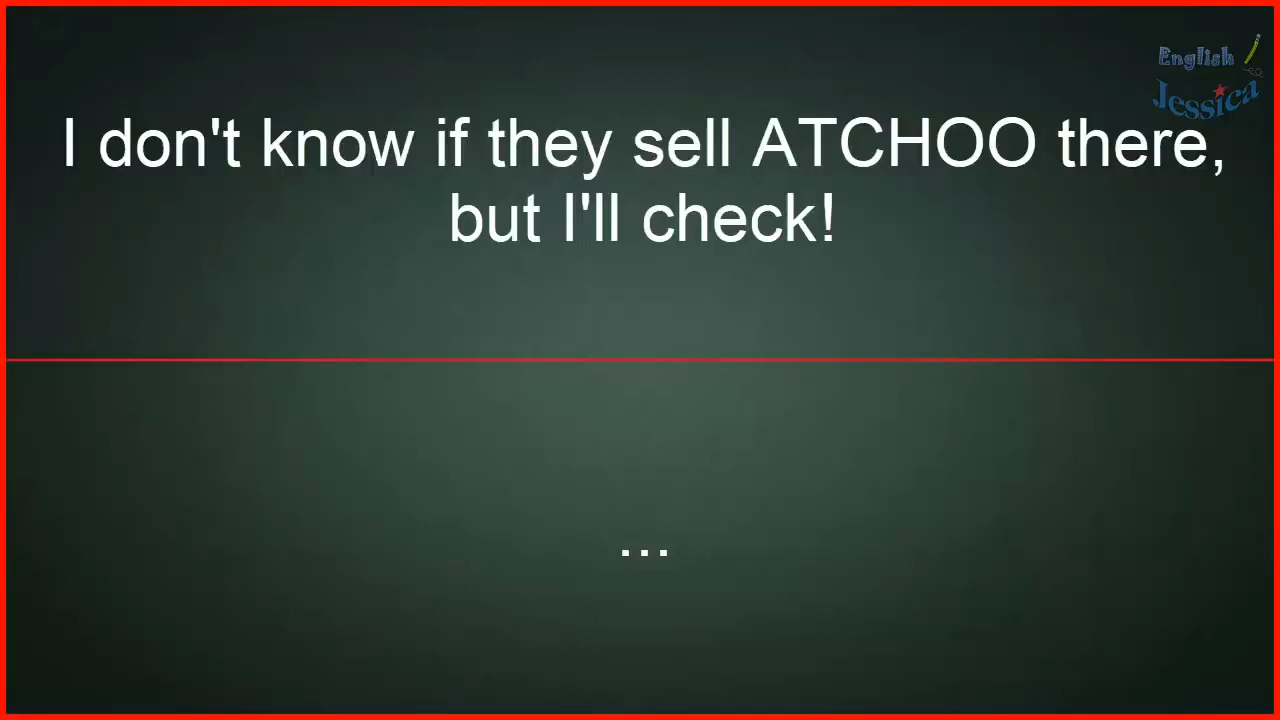 English
Jessica
I don't know if they sell ATCHOO there,
but I'll check!
...